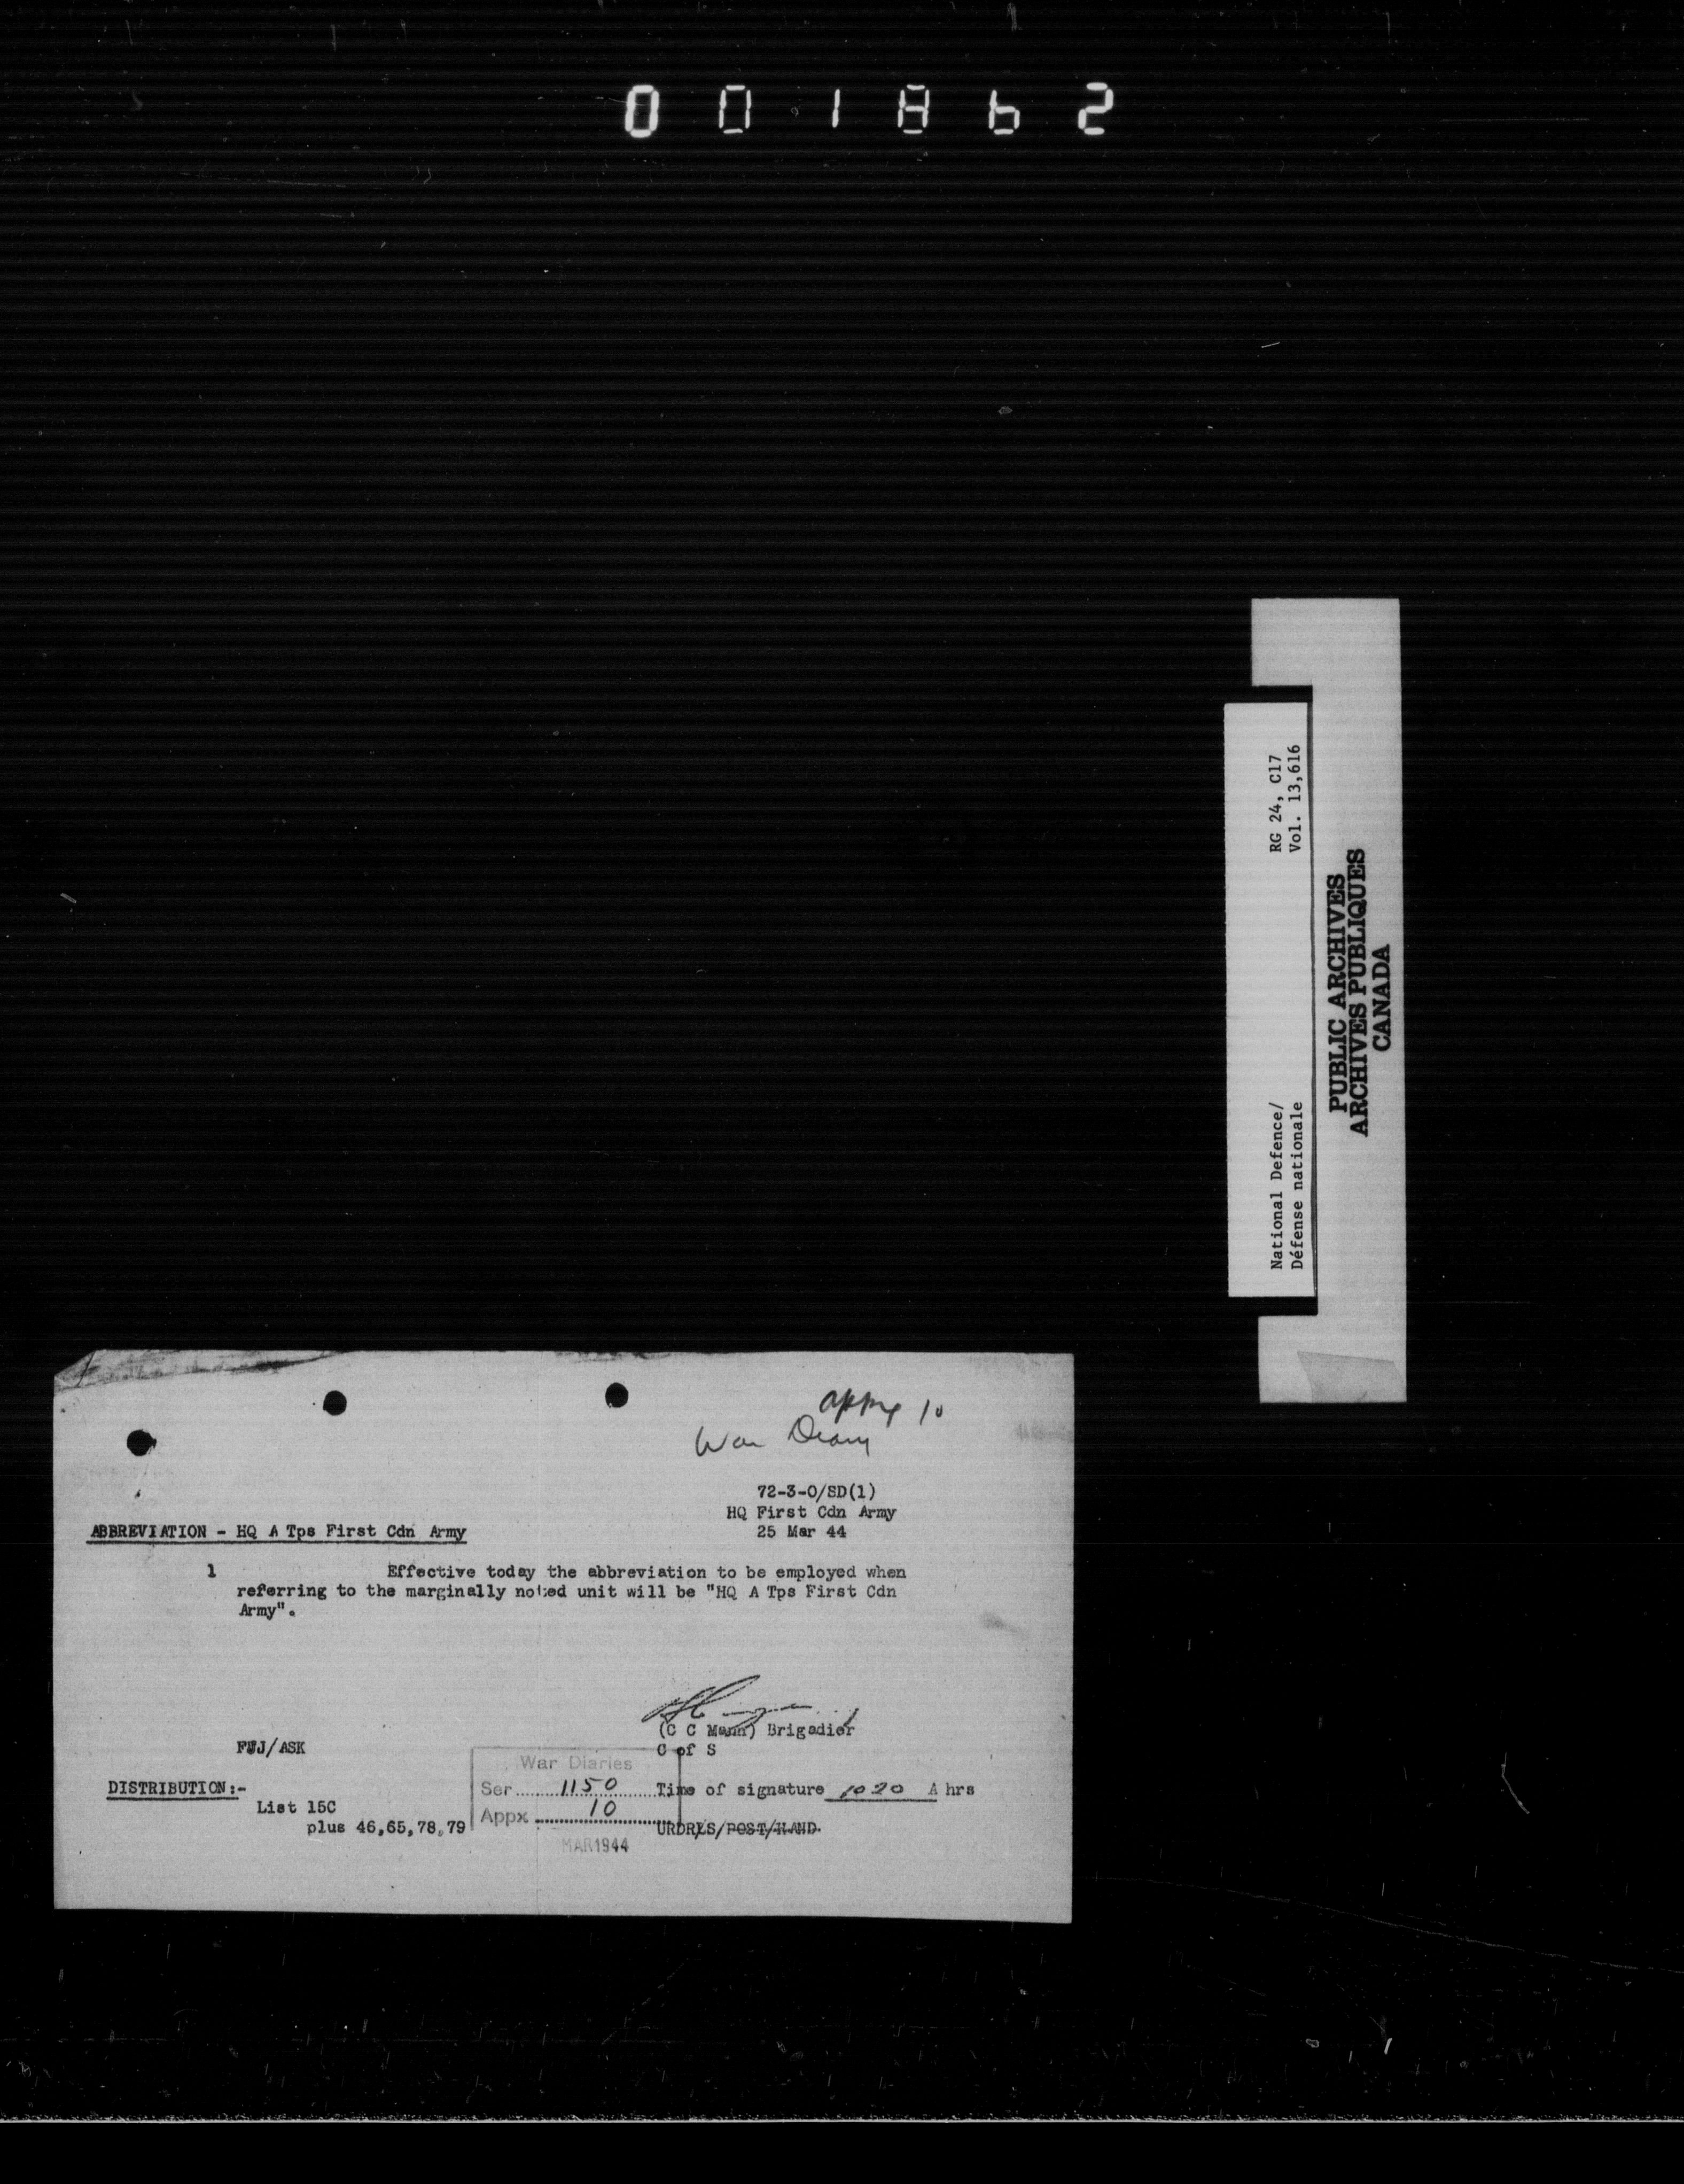 001862
RG 24, C17
Vol. 13,616
National Defence/
Défense nationale
PUBLIC ARCHIVES
ARCHIVES PUBLIQUES
CANADA
appx 10
War Diary
72-3-0/SD(1)
HQ First Cdn Army
25 Mar 44
ABBREVIATION - HQ A Tps First Cdn Army
1 Effective today the abbreviation to be employed when
referring to the marginally noted unit will be "HQ A Tps First Cdn
Army".
(C C Mann) Brigadier
C of S
FWJ/ASK
War Diaries
Ser 1150
Appx 10
MAR 1944
Time of signature 1020 A hrs
DISTRIBUTION:-
List 15C
plus 46,65,78,79
URDRLS/POST/HAND